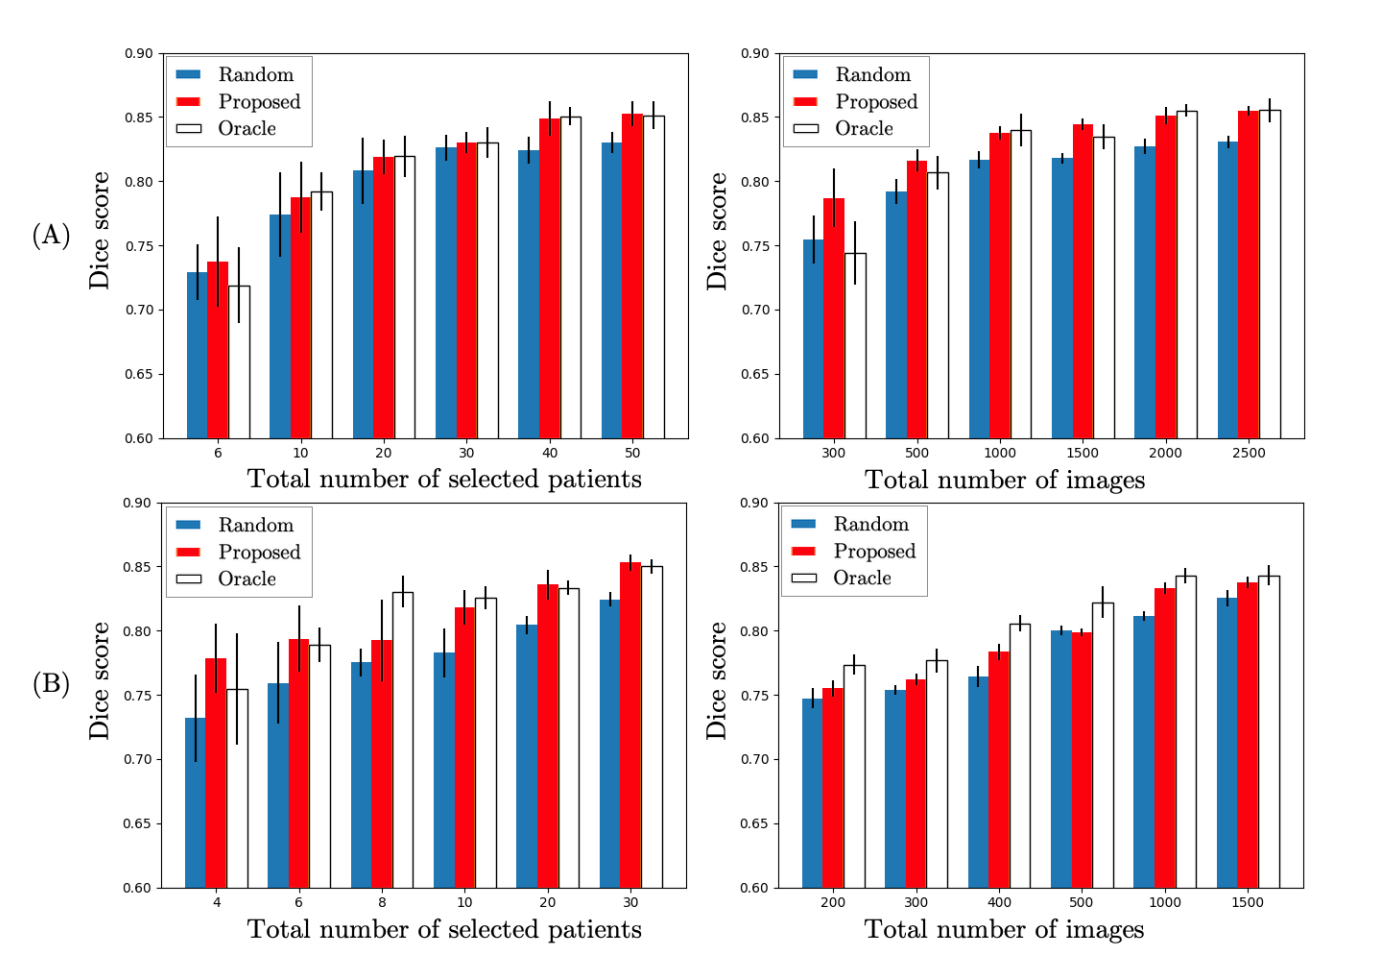 (A)
0.90
0.85
0.80
0.75
0.70
0.65
0.60
Dice score
Random
Proposed
Oracle
6 10 20 30 40 50
Total number of selected patients
0.90
0.85
0.80
0.75
0.70
0.65
0.60
Dice score
Random
Proposed
Oracle
300 500 1000 1500 2000 2500
Total number of images
(B)
0.90
0.85
0.80
0.75
0.70
0.65
0.60
Dice score
Random
Proposed
Oracle
4 6 8 10 20 30
Total number of selected patients
0.90
0.85
0.80
0.75
0.70
0.65
0.60
Dice score
Random
Proposed
Oracle
200 300 400 500 1000 1500
Total number of images